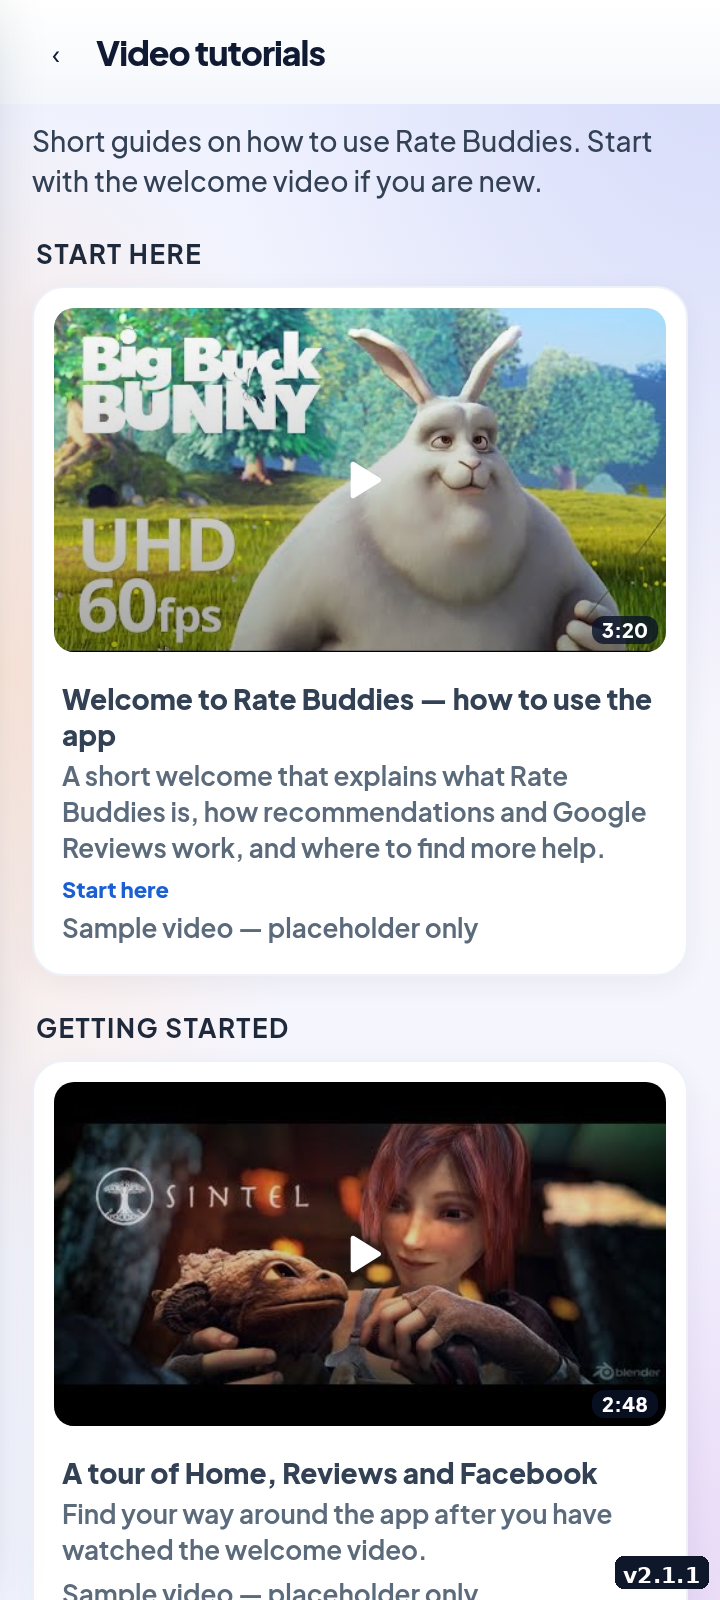 ‹ Video tutorials
Short guides on how to use Rate Buddies. Start
with the welcome video if you are new.
START HERE
Big Buck
BUNNY
UHD
60fps
3:20
Welcome to Rate Buddies — how to use the
app
A short welcome that explains what Rate
Buddies is, how recommendations and Google
Reviews work, and where to find more help.
Start here
Sample video — placeholder only
GETTING STARTED
SINTEL
blender
2:48
A tour of Home, Reviews and Facebook
Find your way around the app after you have
watched the welcome video.
Sample video — placeholder only
v2.1.1